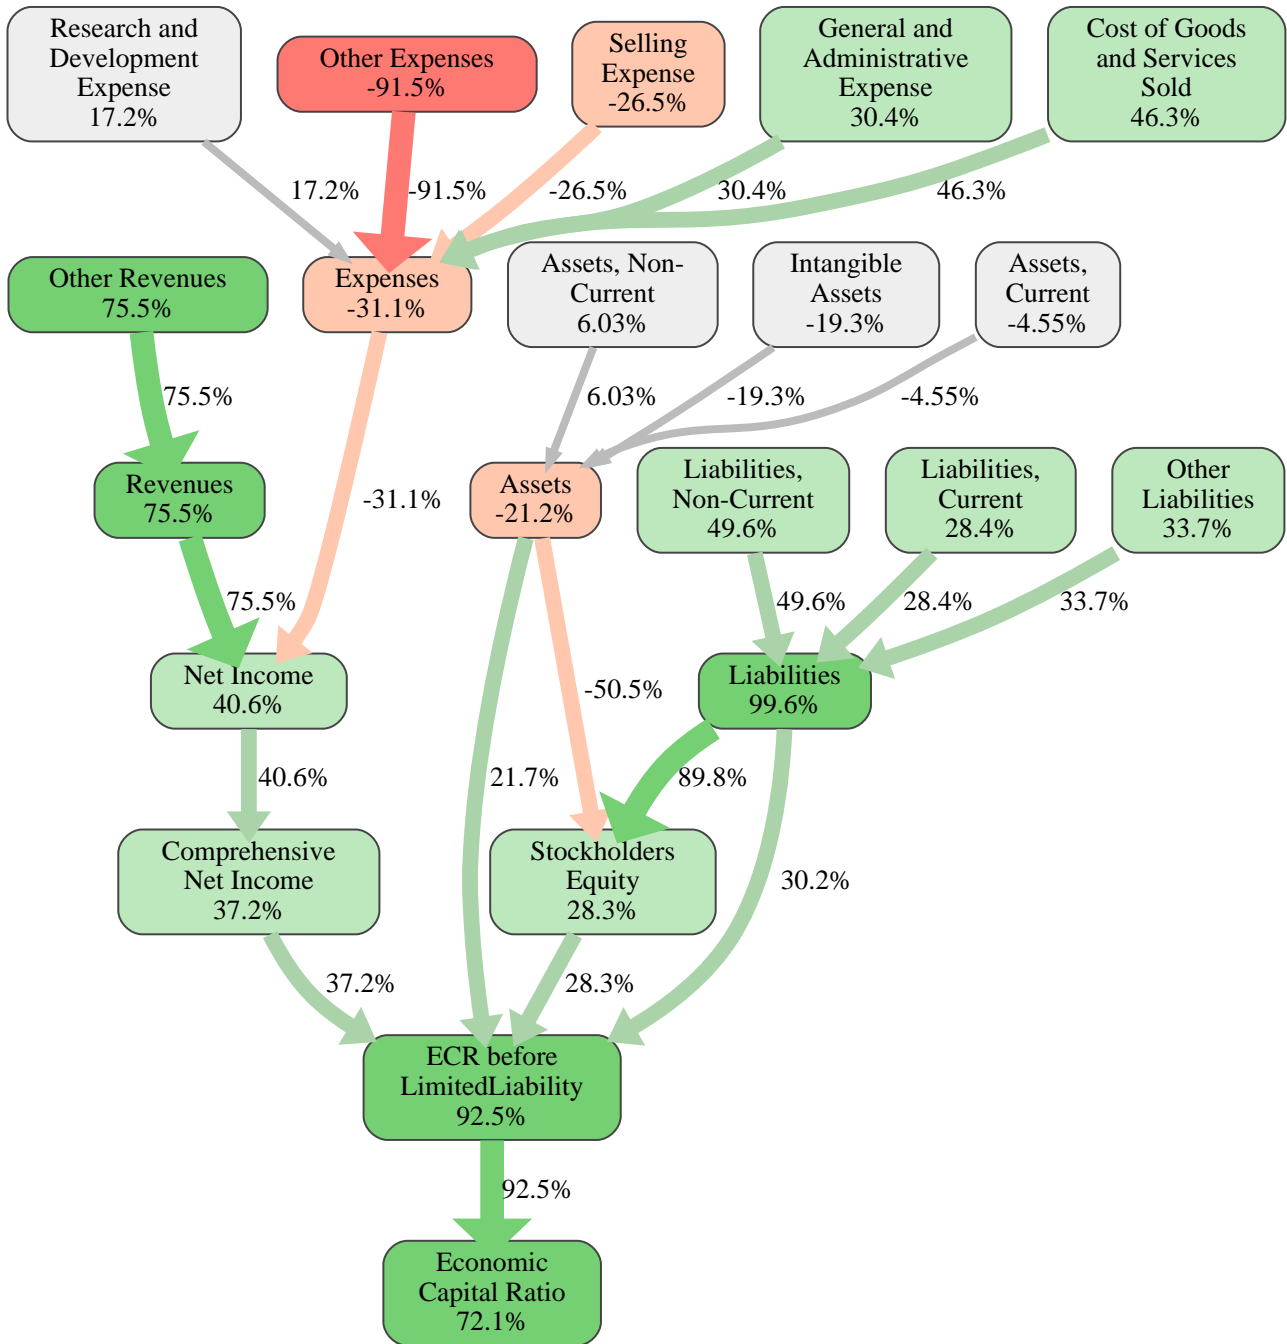 Research and
Development
Expense
17.2%
Other Expenses
-91.5%
Selling
Expense
-26.5%
General and
Administrative
Expense
30.4%
Cost of Goods
and Services
Sold
46.3%
17.2%
-91.5%
-26.5%
30.4%
46.3%
Other Revenues
75.5%
Expenses
-31.1%
Assets, Non-
Current
6.03%
Intangible
Assets
-19.3%
Assets,
Current
-4.55%
75.5%
6.03%
-19.3%
-4.55%
Revenues
75.5%
-31.1%
Assets
-21.2%
Liabilities,
Non-Current
49.6%
Liabilities,
Current
28.4%
Other
Liabilities
33.7%
75.5%
49.6%
28.4%
33.7%
Net Income
40.6%
-50.5%
Liabilities
99.6%
40.6%
21.7%
89.8%
Comprehensive
Net Income
37.2%
Stockholders
Equity
28.3%
30.2%
37.2%
28.3%
ECR before
LimitedLiability
92.5%
92.5%
Economic
Capital Ratio
72.1%